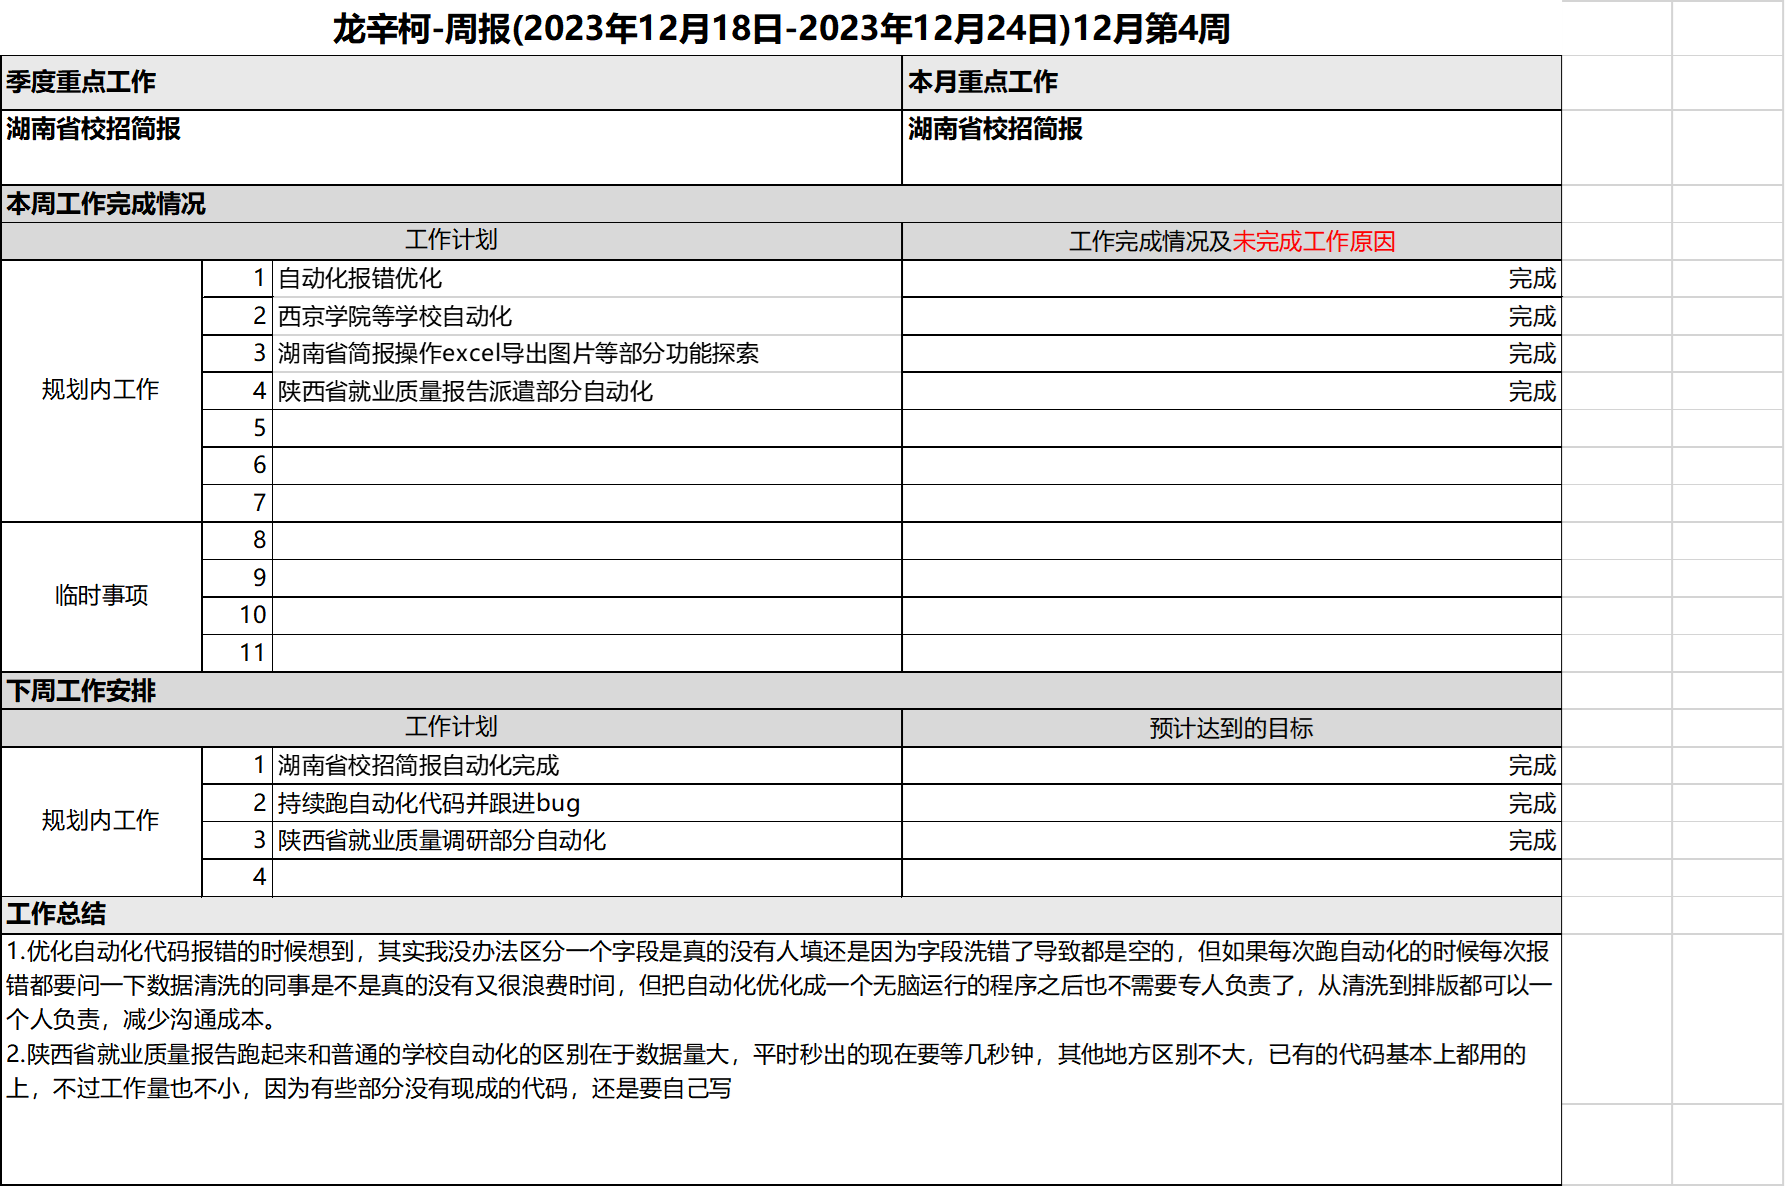 龙辛柯-周报(2023年12月18日-2023年12月24日)12月第4周
季度重点工作 本月重点工作
湖南省校招简报 湖南省校招简报
本周工作完成情况
工作计划 工作完成情况及未完成工作原因
规划内工作
1 自动化报错优化 完成
2 西京学院等学校自动化 完成
3 湖南省简报操作excel导出图片等部分功能探索 完成
4 陕西省就业质量报告派遣部分自动化 完成
5
6
7
临时事项
8
9
10
11
下周工作安排
工作计划 预计达到的目标
规划内工作
1 湖南省校招简报自动化完成 完成
2 持续跑自动化代码并跟进bug 完成
3 陕西省就业质量调研部分自动化 完成
4
工作总结
1.优化自动化代码报错的时候想到，其实我没办法区分一个字段是真的没有人填还是因为字段洗错了导致都是空的，但如果每次跑自动化的时候每次报
错都要问一下数据清洗的同事是不是真的没有又很浪费时间，但把自动化优化成一个无脑运行的程序之后也不需要专人负责了，从清洗到排版都可以一
个人负责，减少沟通成本。
2.陕西省就业质量报告跑起来和普通的学校自动化的区别在于数据量大，平时秒出的现在要等几秒钟，其他地方区别不大，已有的代码基本上都用的
上，不过工作量也不小，因为有些部分没有现成的代码，还是要自己写